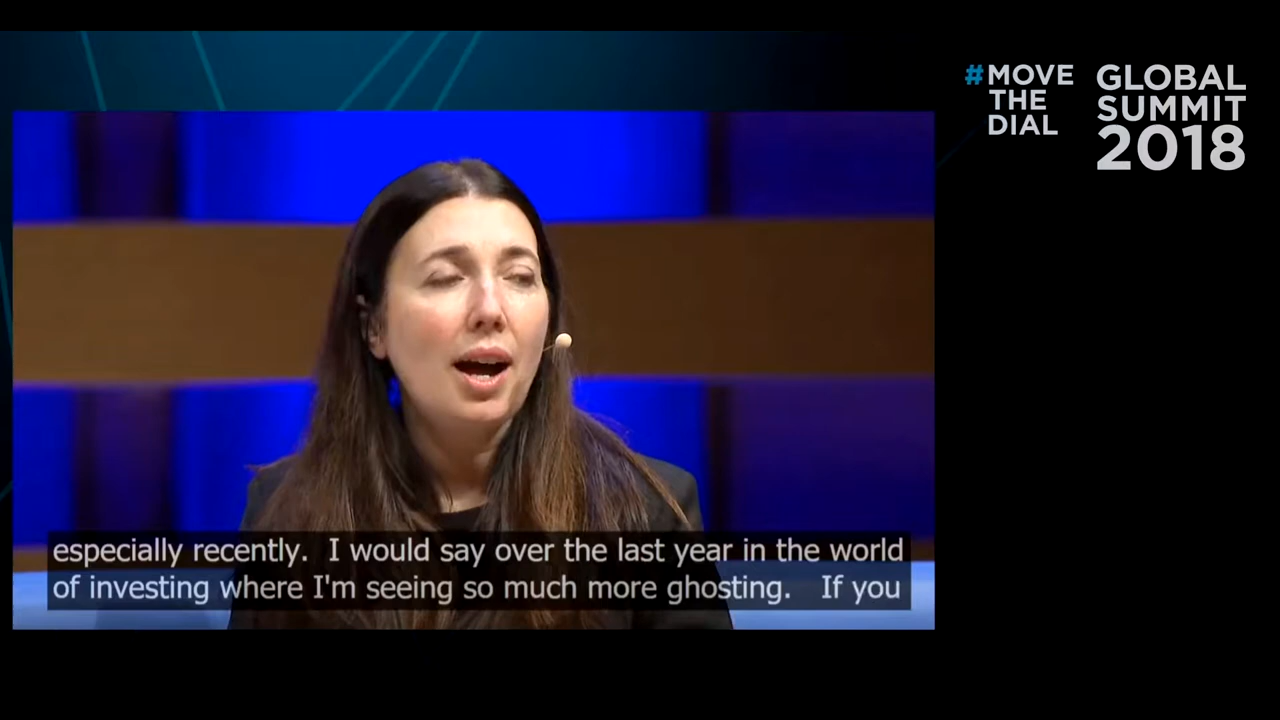 #MOVE
THE
DIAL
GLOBAL
SUMMIT
2018
especially recently. I would say over the last year in the world
of investing where I'm seeing so much more ghosting. If you